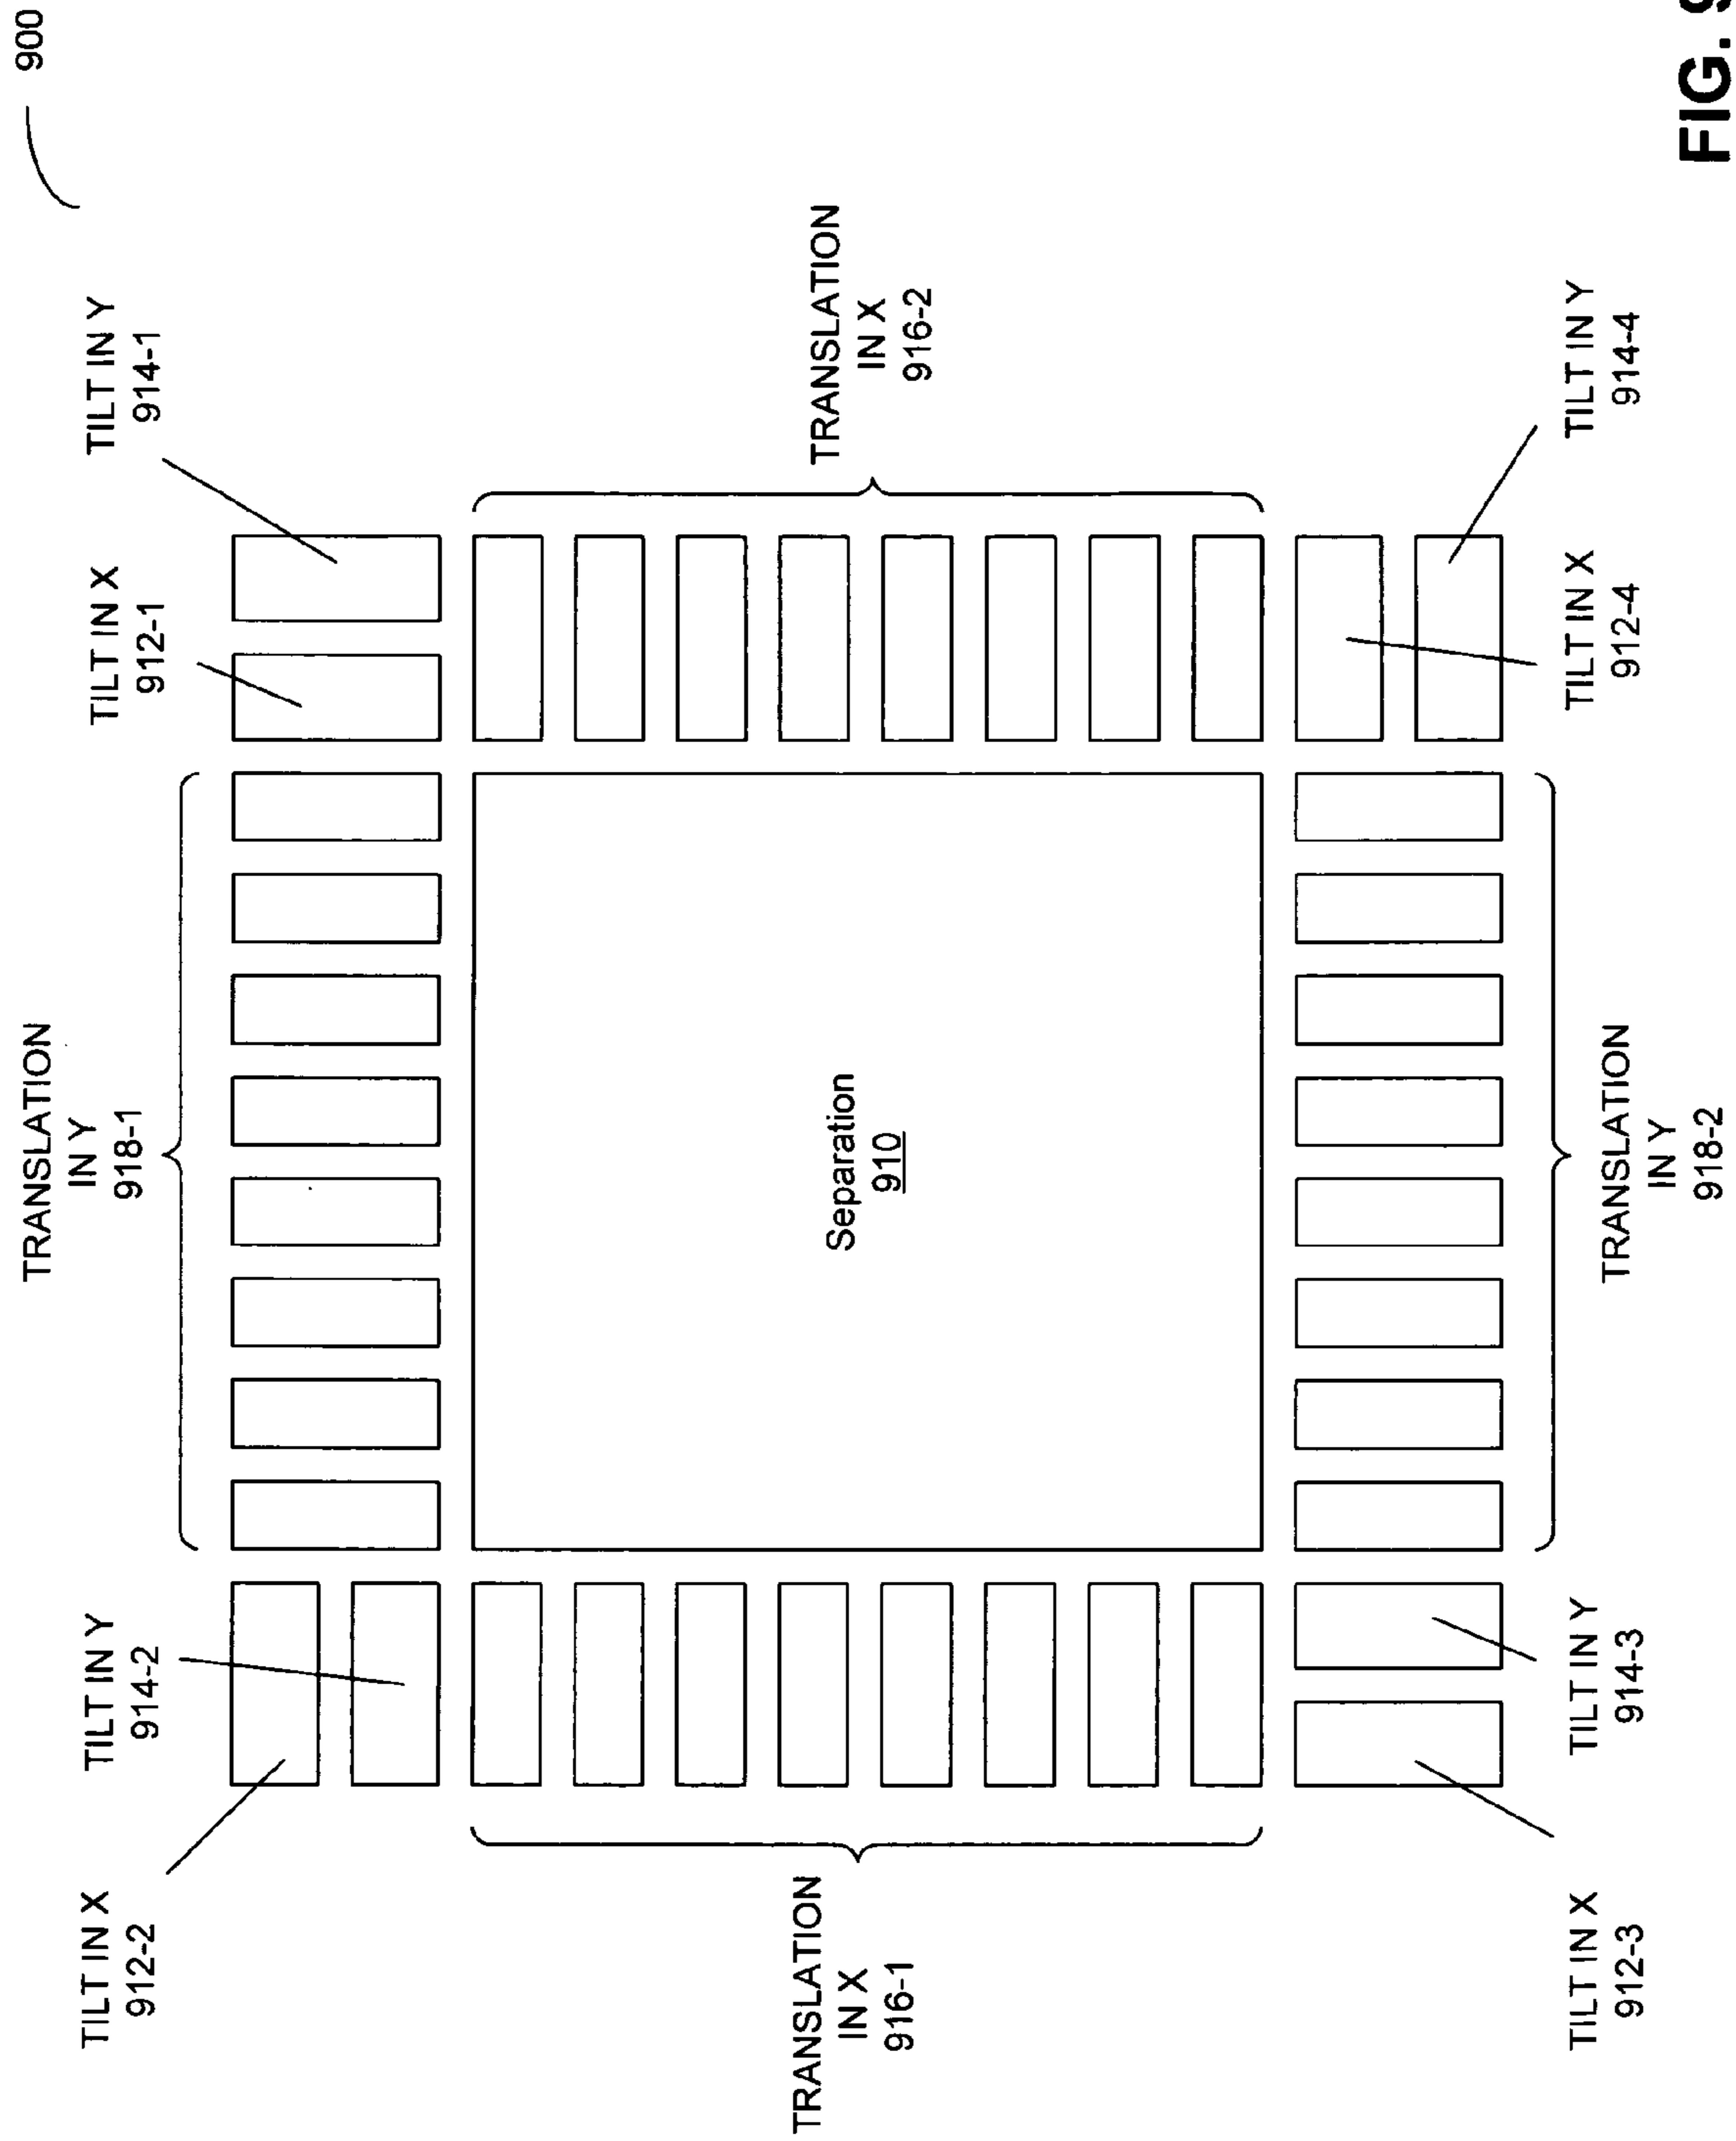 900
TRANSLATION
IN Y
918-1
TILT IN X
912-2
TILT IN Y
914-2
TILT IN X
912-1
TILT IN Y
914-1
TRANSLATION
IN X
916-1
Separation
910
TRANSLATION
IN X
916-2
TILT IN X
912-3
TILT IN Y
914-3
TILT IN X
912-4
TILT IN Y
914-4
TRANSLATION
IN Y
918-2
FIG. 9